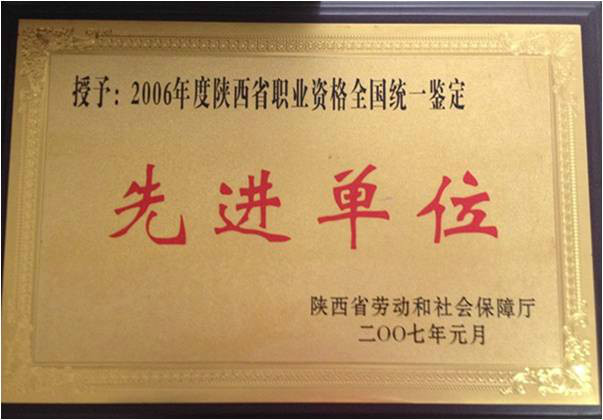 授予：2006年度陕西省职业资格全国统一鉴定
先进单位
陕西省劳动和社会保障厅
二OO七年元月